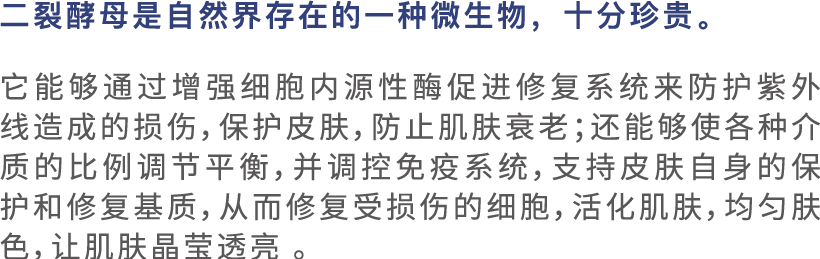 二裂酵母是自然界存在的一种微生物，十分珍贵。
它能够通过增强细胞内源性酶促进修复系统来防护紫外
线造成的损伤，保护皮肤，防止肌肤衰老；还能够使各种介
质的比例调节平衡，并调控免疫系统，支持皮肤自身的保
护和修复基质，从而修复受损伤的细胞，活化肌肤，均匀肤
色，让肌肤晶莹透亮 。